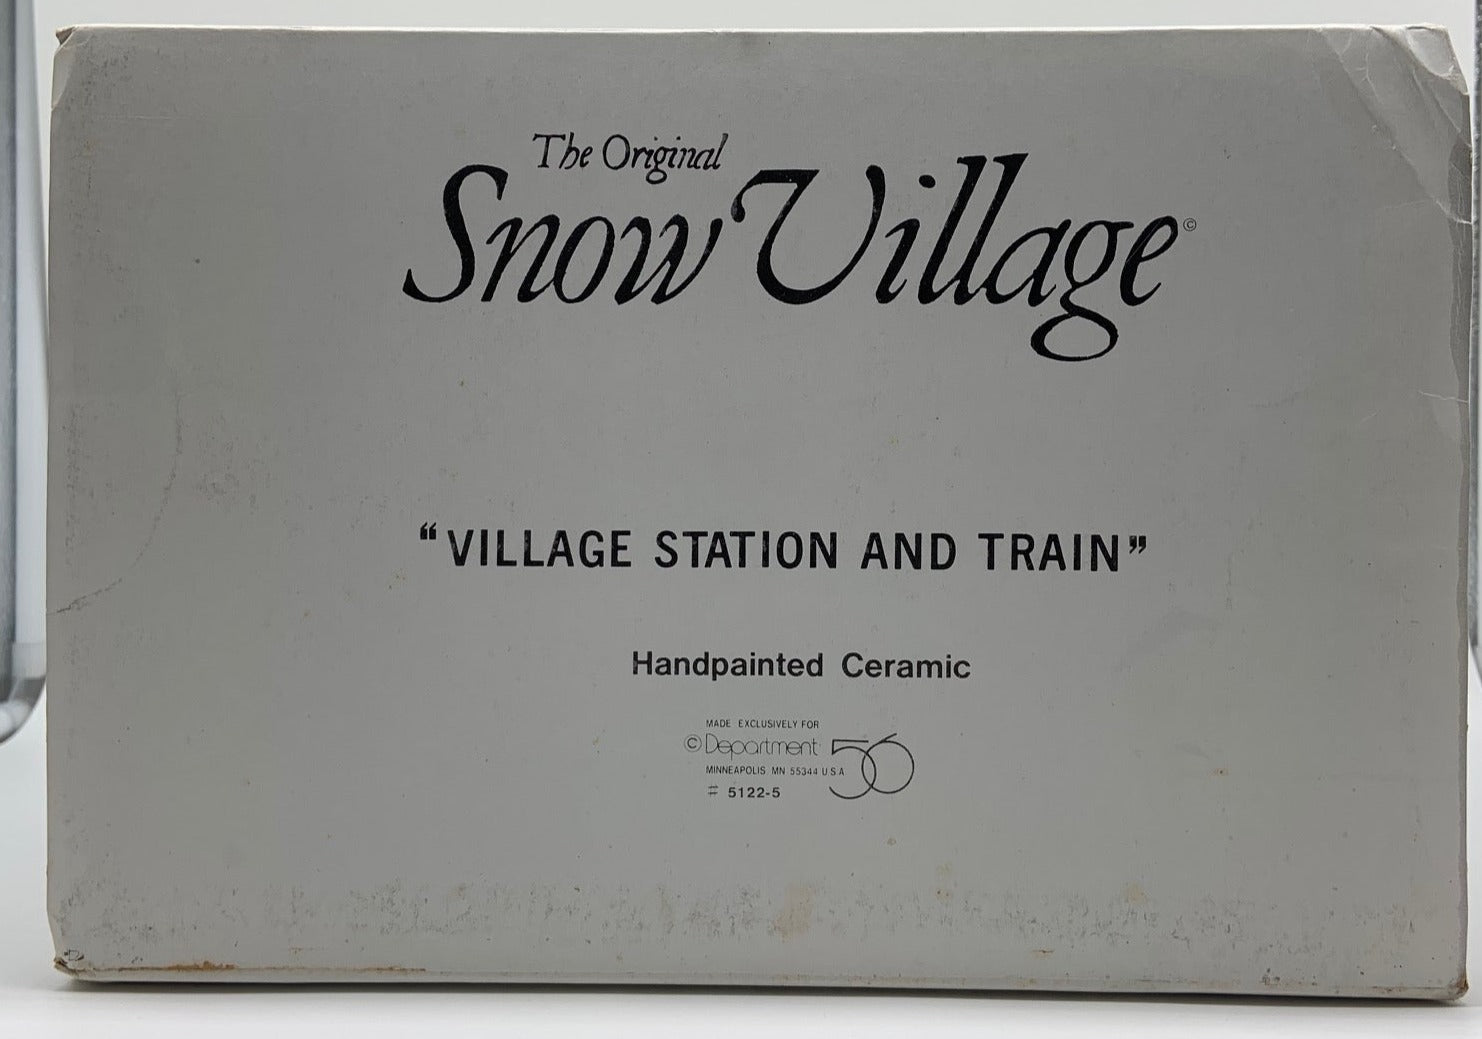 The Original
Snow Village ©
“VILLAGE STATION AND TRAIN”
Handpainted Ceramic
MADE EXCLUSIVELY FOR
© Department 56
MINNEAPOLIS MN 55344 USA
# 5122-5